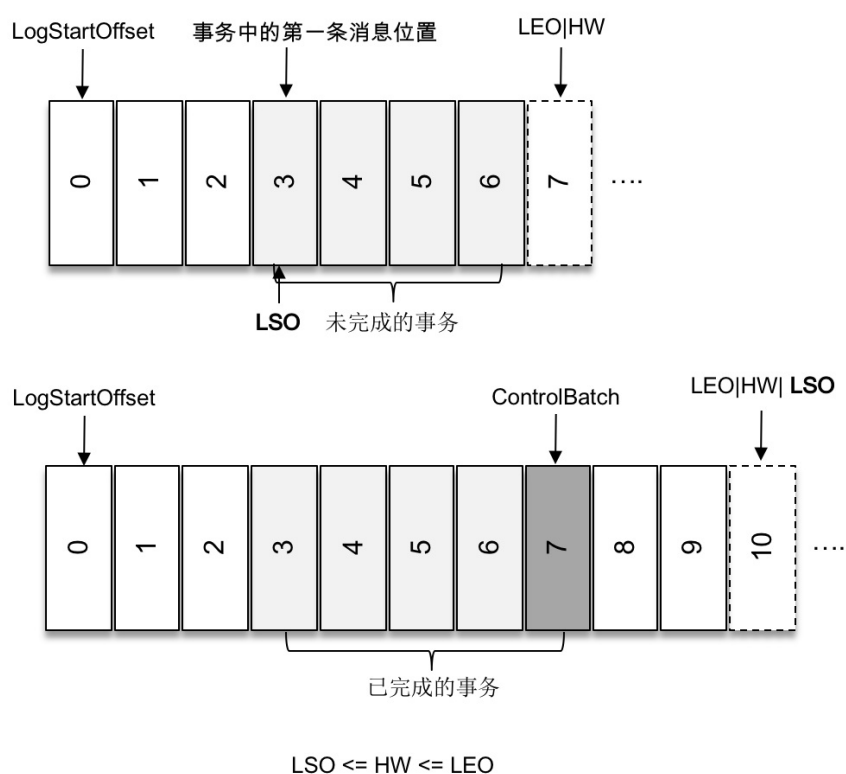 LogStartOffset 事务中的第一条消息位置 LEO|HW
0 1 2 3 4 5 6 7 ....
LSO 未完成的事务
LEO|HW| LSO
LogStartOffset ControlBatch
0 1 2 3 4 5 6 7 8 9 10 ....
已完成的事务
LSO <= HW <= LEO